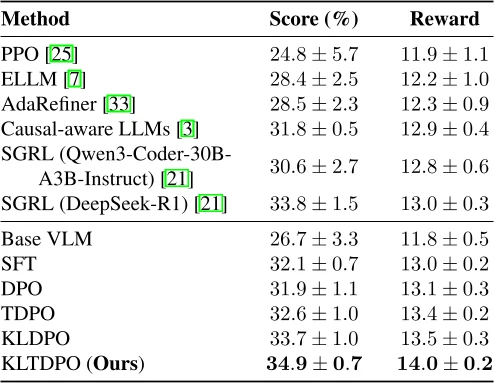 Method Score (%) Reward
PPO [25] 24.8 ± 5.7 11.9 ± 1.1
ELLM [7] 28.4 ± 2.5 12.2 ± 1.0
AdaRefiner [33] 28.5 ± 2.3 12.3 ± 0.9
Causal-aware LLMs [3] 31.8 ± 0.5 12.9 ± 0.4
SGRL (Qwen3-Coder-30B-
A3B-Instruct) [21] 30.6 ± 2.7 12.8 ± 0.6
SGRL (DeepSeek-R1) [21] 33.8 ± 1.5 13.0 ± 0.3
Base VLM 26.7 ± 3.3 11.8 ± 0.5
SFT 32.1 ± 0.7 13.0 ± 0.2
DPO 31.9 ± 1.1 13.1 ± 0.3
TDPO 32.6 ± 1.0 13.4 ± 0.2
KLDPO 33.7 ± 1.0 13.5 ± 0.3
KLTDPO (Ours) 34.9 ± 0.7 14.0 ± 0.2